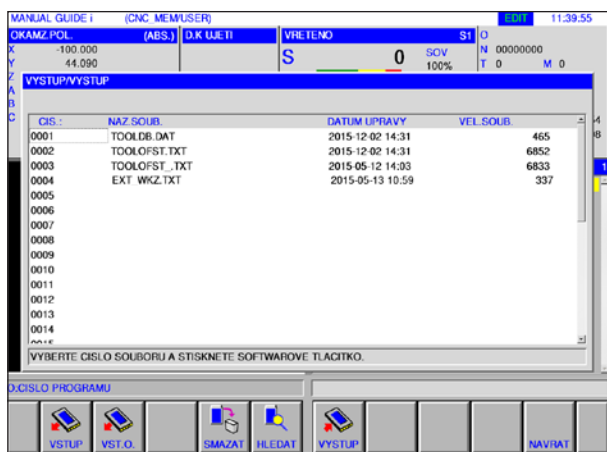 MANUAL GUIDE i (CNC_MEM/USER) EDIT 11:39:55
OKAMZ.POL. (ABS.) D.K UJETI VRETENO S1 O
X -100.000 S 0 SOV N 00000000
Y 44.090 100% T 0 M 0
Z
VYSTUP/VYSTUP
A
B
C
CIS.: NAZ.SOUB. DATUM UPRAVY VEL.SOUB.
0001 TOOLDB.DAT 2015-12-02 14:31 465
0002 TOOLOFST.TXT 2015-12-02 14:31 6852
0003 TOOLOFST_.TXT 2015-05-12 14:03 6833
0004 EXT_WKZ.TXT 2015-05-13 10:59 337
0005
0006
0007
0008
0009
0010
0011
0012
0013
0014
VYBERTE CISLO SOUBORU A STISKNETE SOFTWAROVE TLACITKO.
O:CISLO PROGRAMU
VSTUP VST.O. SMAZAT HLEDAT VYSTUP NAVRAT